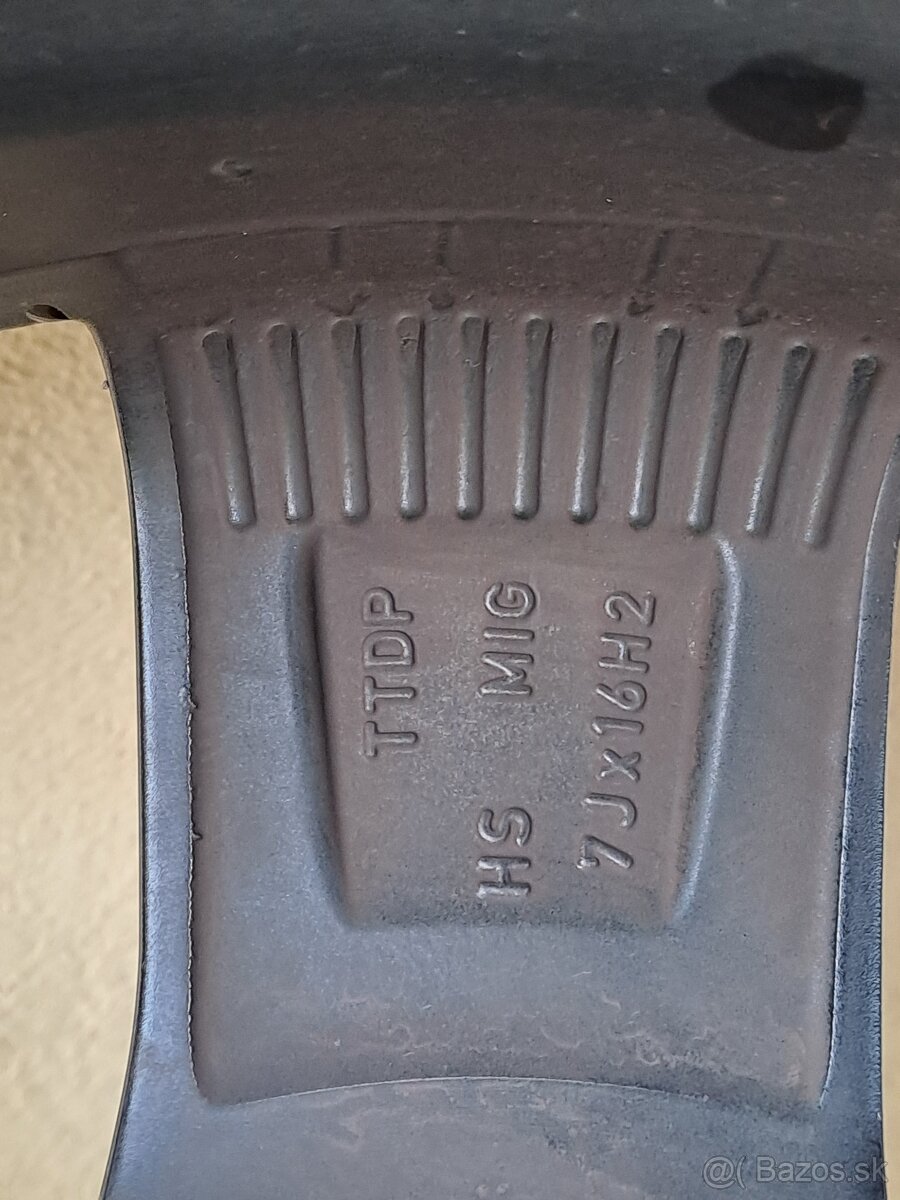 TTDP
HS MIG
7Jx16H2
@( Bazos.sk